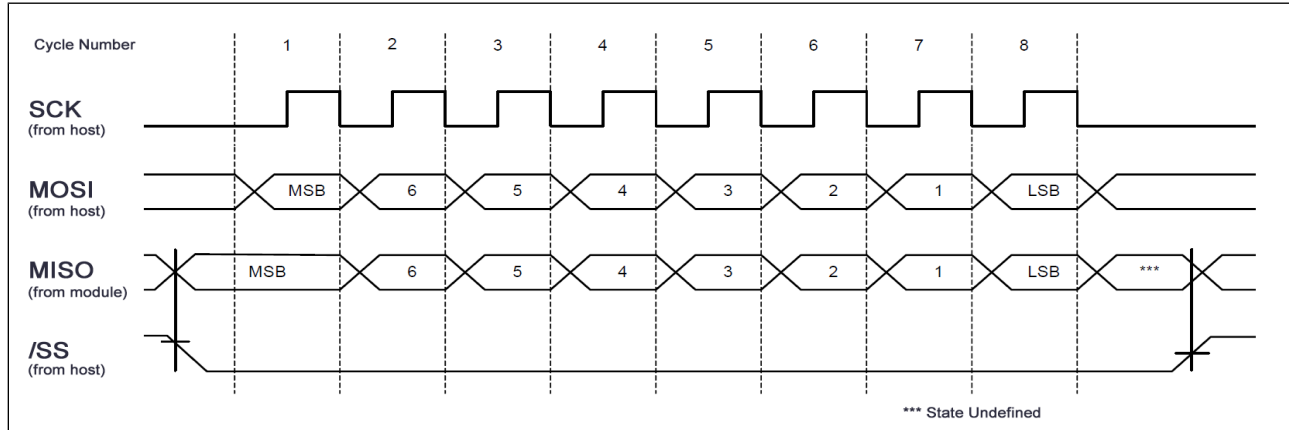 Cycle Number 1 2 3 4 5 6 7 8
SCK
(from host)
MOSI MSB 6 5 4 3 2 1 LSB
(from host)
MISO MSB 6 5 4 3 2 1 LSB ***
(from module)
/SS
(from host)
*** State Undefined